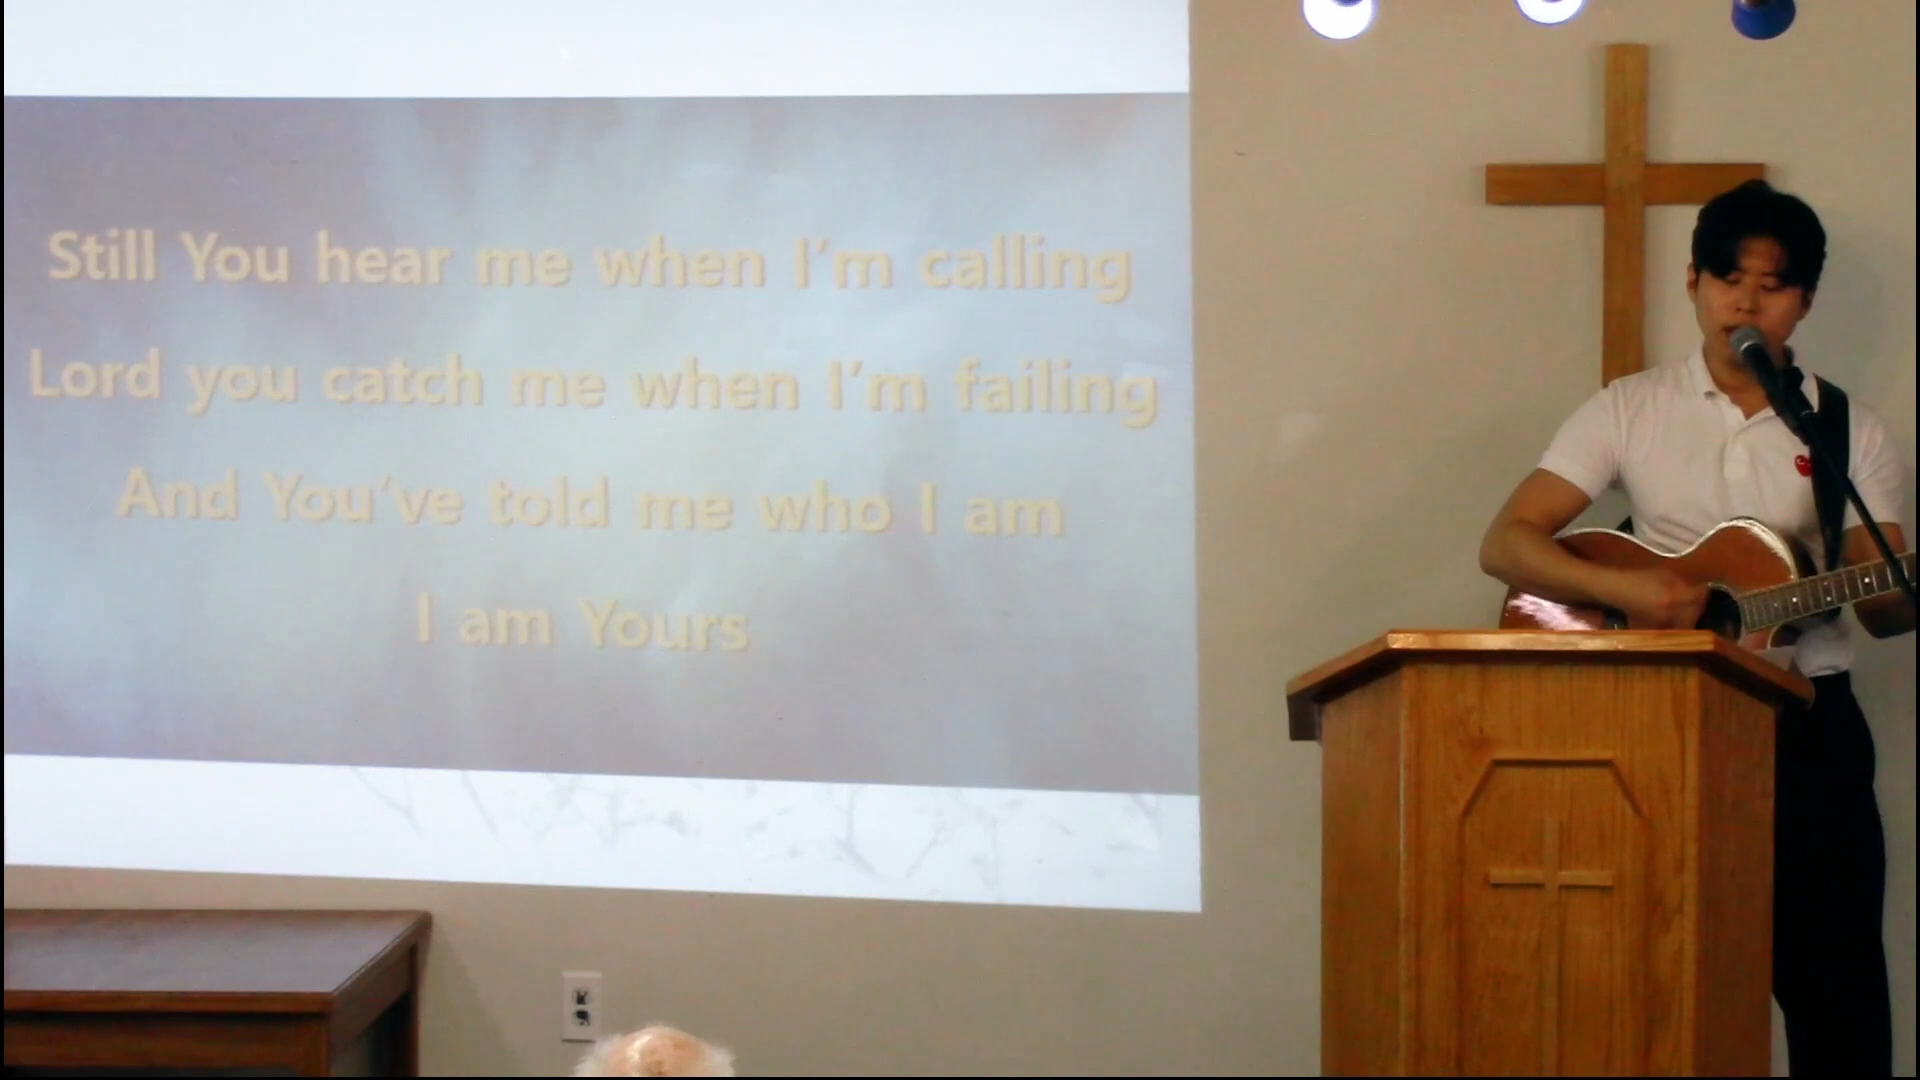 Still You hear me when I'm calling
Lord you catch me when I'm failing
And You've told me who I am
I am Yours